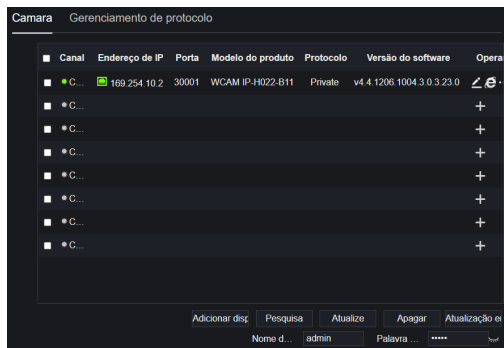 Camara Gerenciamento de protocolo
Canal Endereço de IP Porta Modelo do produto Protocolo Versão do software Opera
C... 169.254.10.2 30001 WCAM IP-H022-B11 Private v4.4.1206.1004.3.0.3.23.0
C...
C...
C...
C...
C...
C...
C...
Adicionar disp Pesquisa Atualize Apagar Atualização en
Nome d... admin Palavra ... •••••